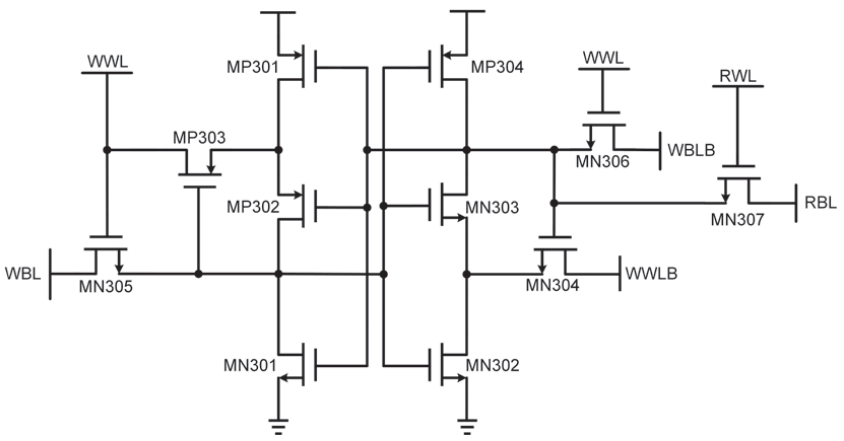 WWL
MP301
MP304
WWL
RWL
MP303
WBLB
MN306
MP302
MN303
MN307
RBL
WBL
MN305
MN304
WWLB
MN301
MN302